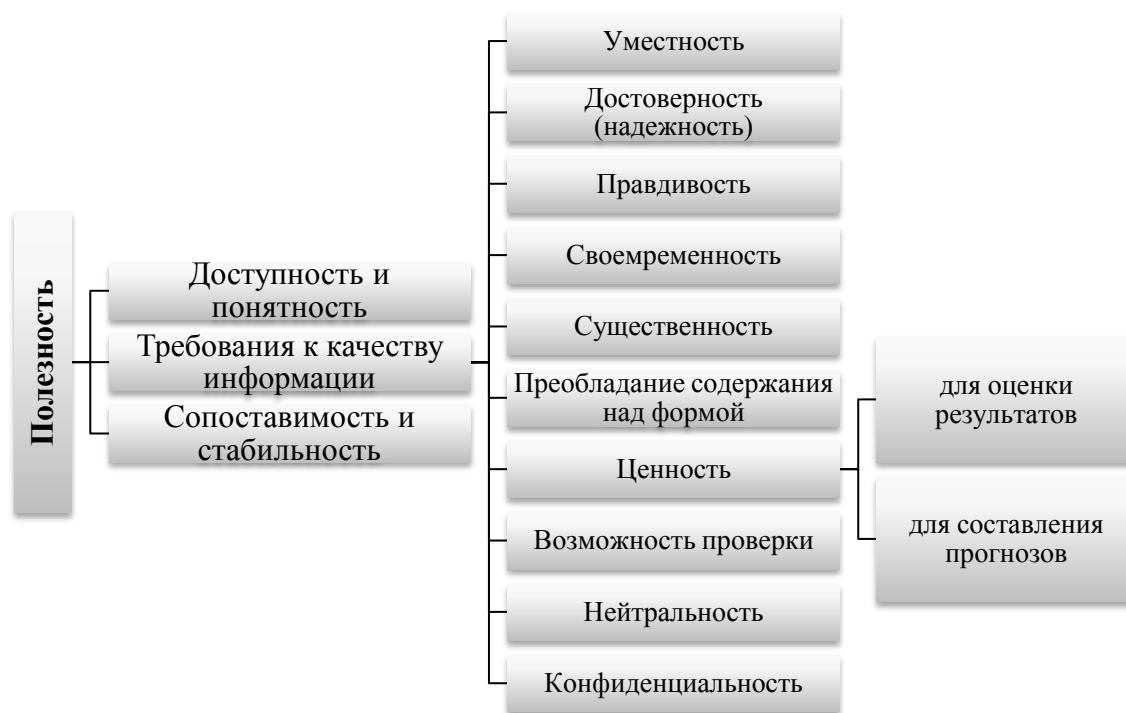 Полезность
Доступность и
понятность
Требования к качеству
информации
Сопоставимость и
стабильность
Уместность
Достоверность
(надежность)
Правдивость
Своемременность
Существенность
Преобладание содержания
над формой
Ценность
Возможность проверки
Нейтральность
Конфиденциальность
для оценки
результатов
для составления
прогнозов